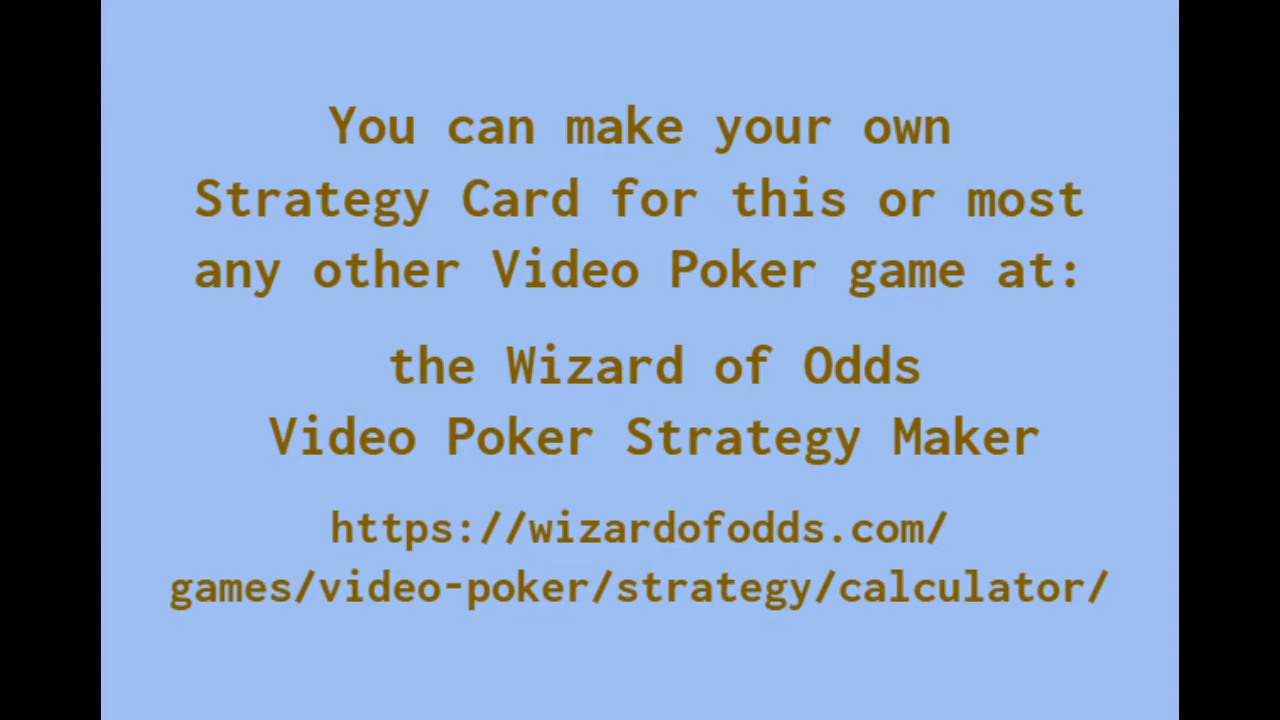 You can make your own
Strategy Card for this or most
any other Video Poker game at:
the Wizard of Odds
Video Poker Strategy Maker
https://wizardofodds.com/
games/video-poker/strategy/calculator/